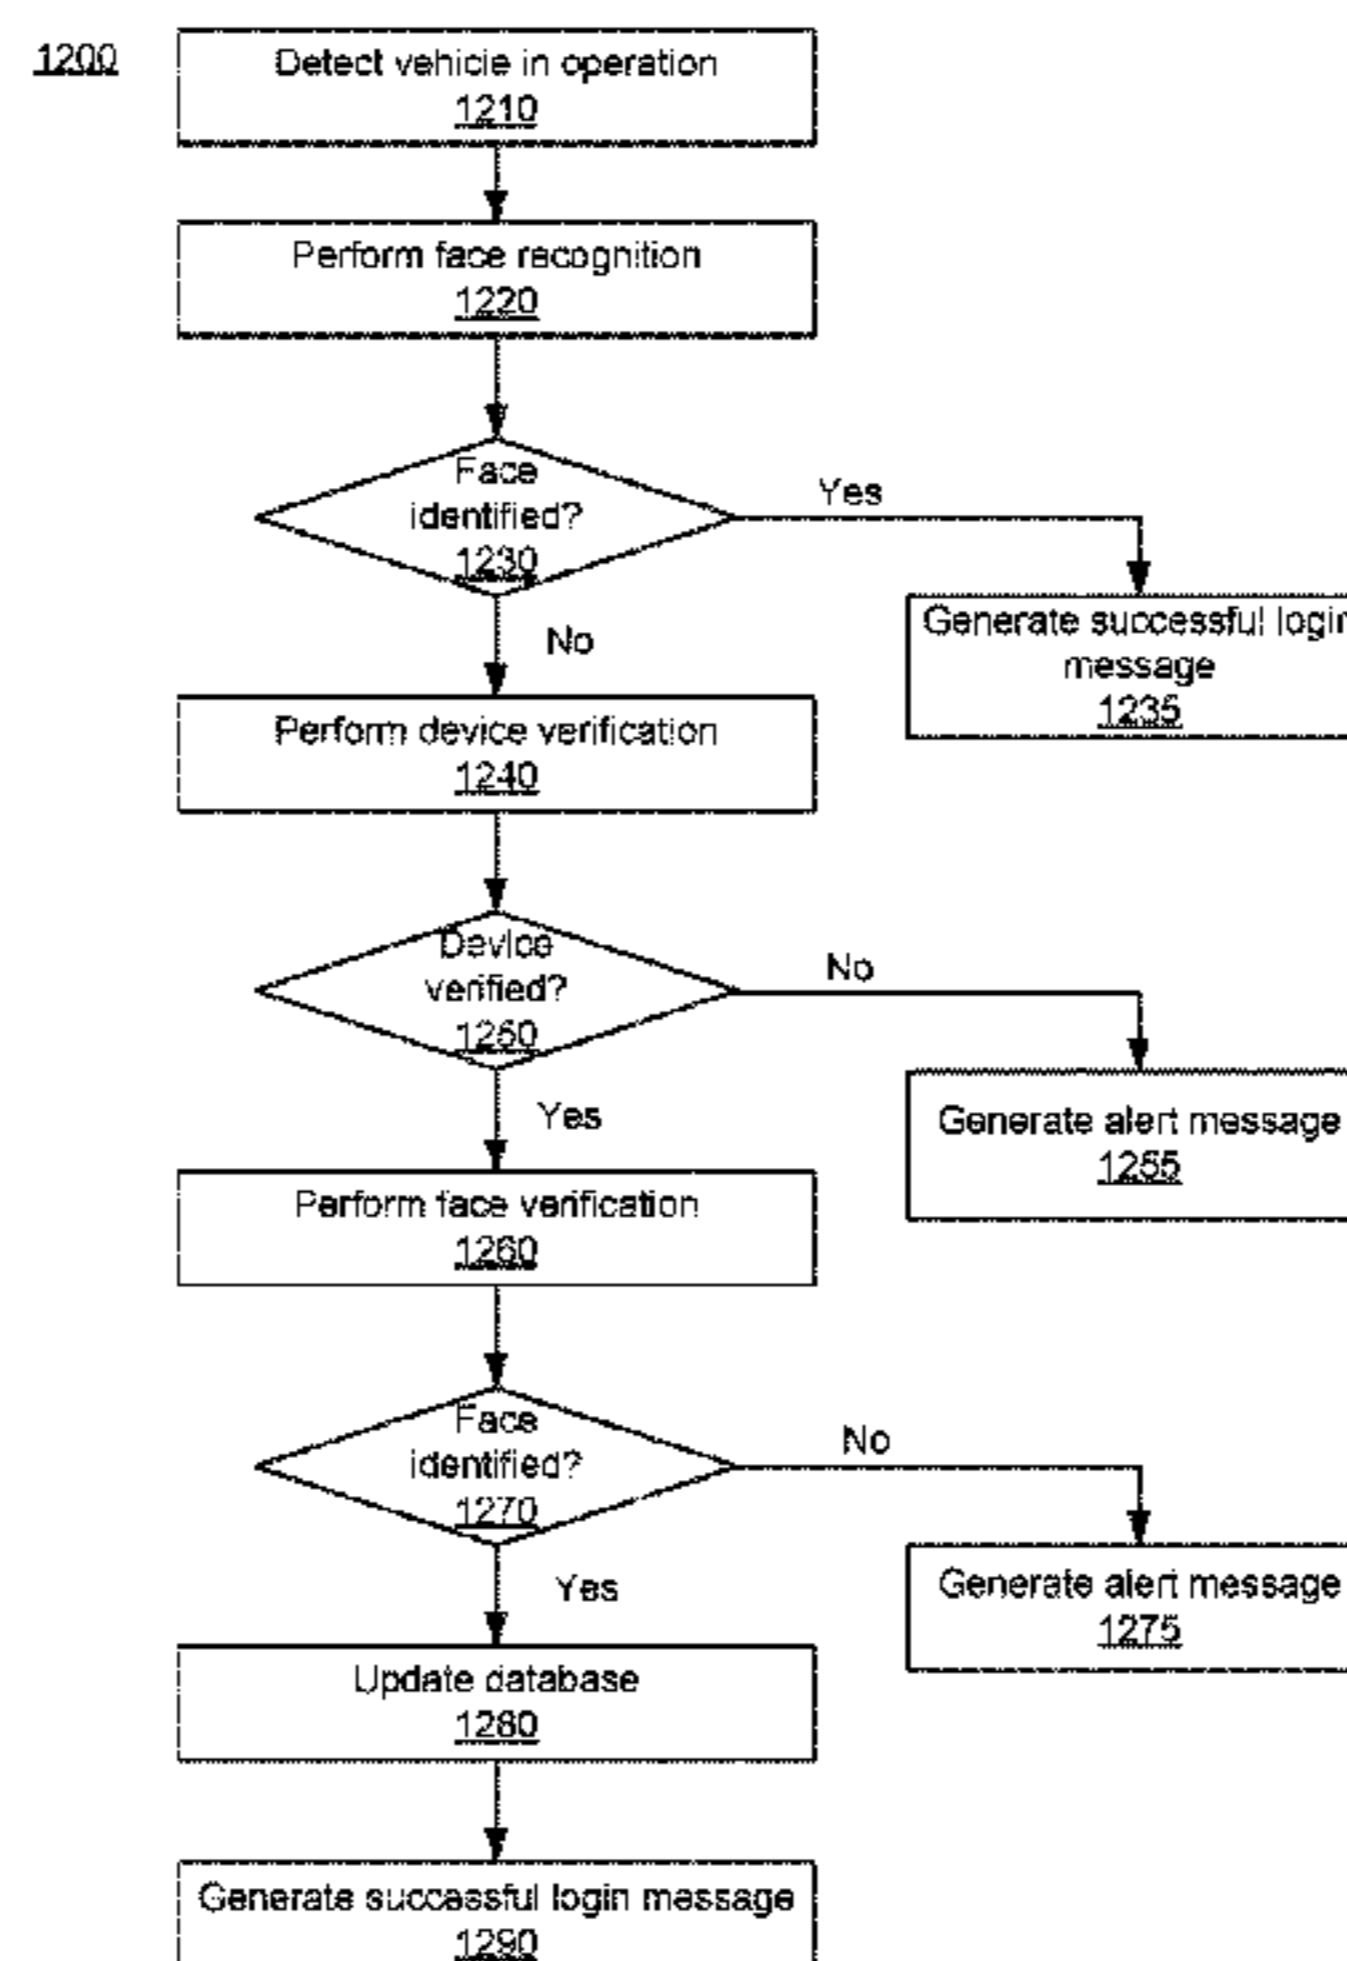 1200
Detect vehicle in operation
1210
Perform face recognition
1220
Face
identified?
1230
Yes
Generate successful login
message
1235
No
Perform device verification
1240
Device
verified?
1250
No
Generate alert message
1255
Yes
Perform face verification
1260
Face
identified?
1270
No
Generate alert message
1275
Yes
Update database
1280
Generate successful login message
1290